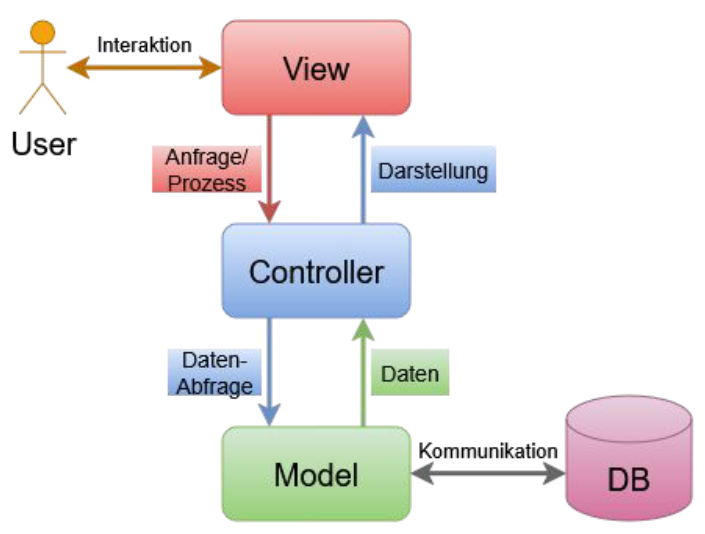 Interaktion
View
User
Anfrage/
Prozess
Darstellung
Controller
Daten-
Abfrage
Daten
Kommunikation
Model
DB